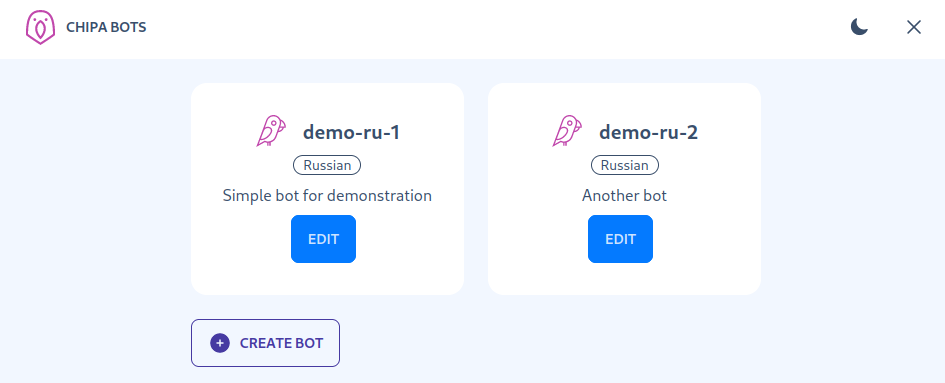 CHIPA BOTS
demo-ru-1
Russian
Simple bot for demonstration
EDIT
demo-ru-2
Russian
Another bot
EDIT
CREATE BOT